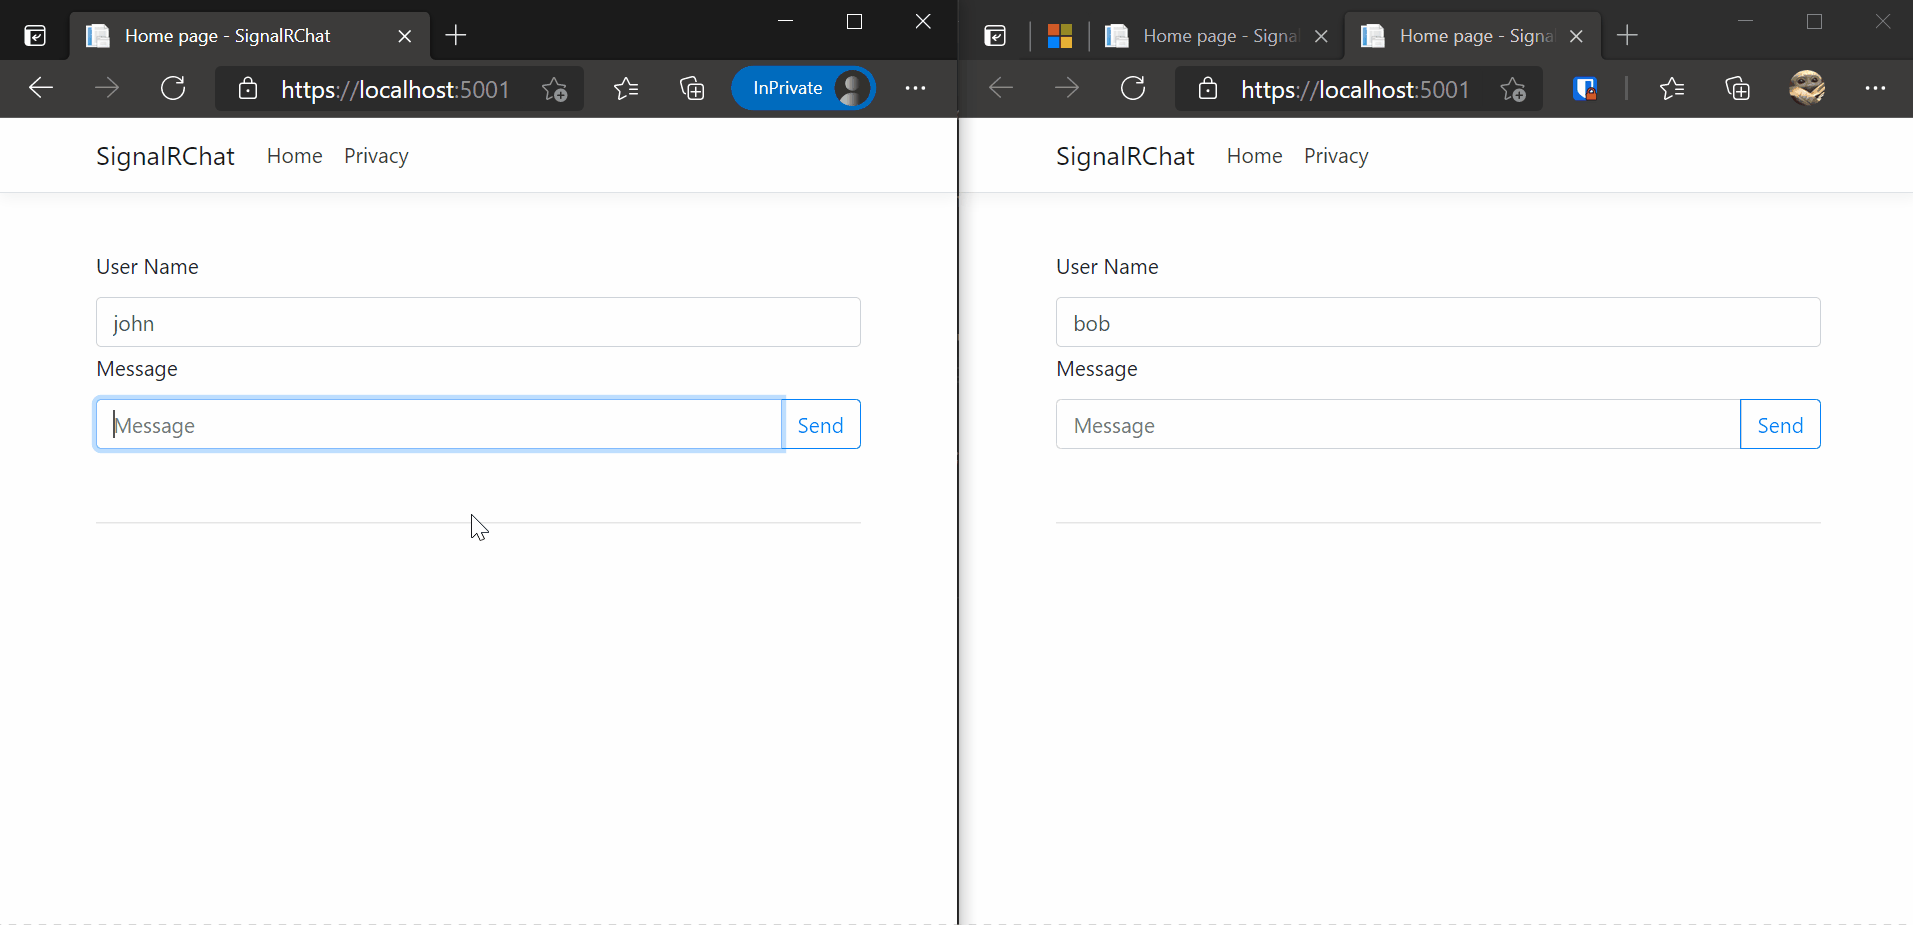 Home page - SignalRChat
https://localhost:5001
InPrivate
SignalRChat Home Privacy
User Name
john
Message
Message Send
Home page - Signa
Home page - Signa
https://localhost:5001
SignalRChat Home Privacy
User Name
bob
Message
Message Send